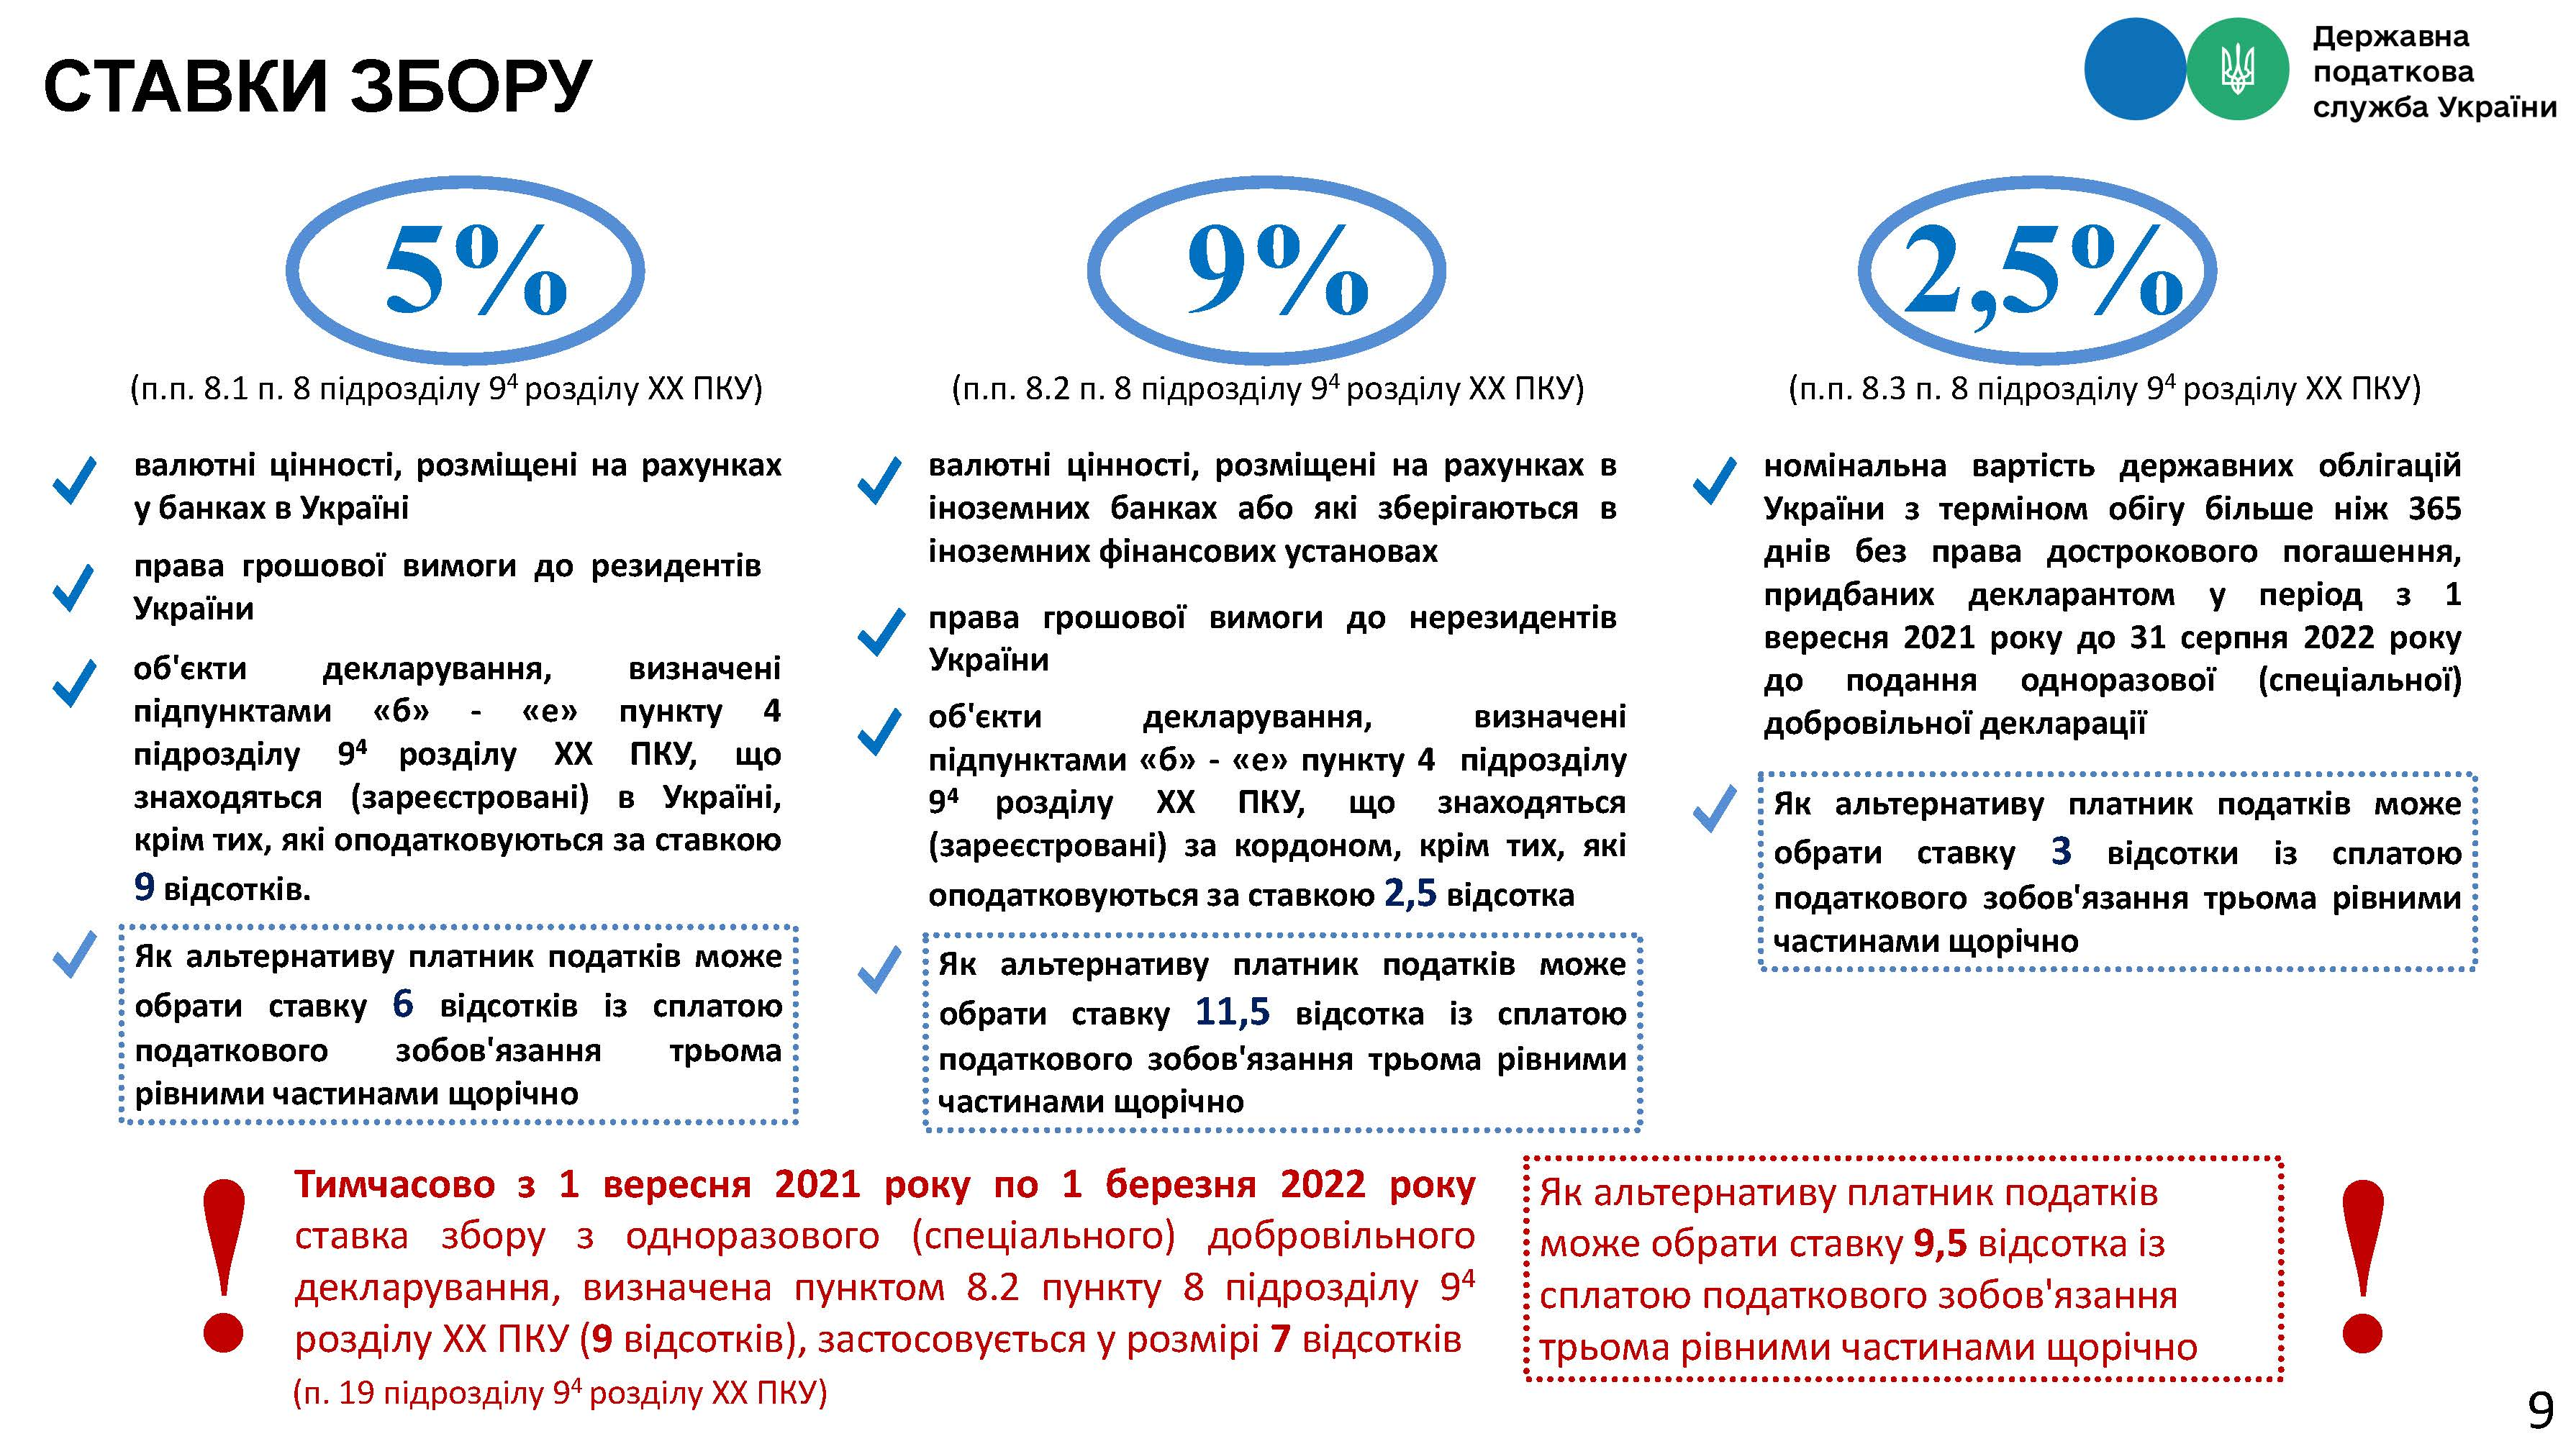 СТАВКИ ЗБОРУ
Державна
податкова
служба України
5%
(п.п. 8.1 п. 8 підрозділу 9⁴ розділу ХХ ПКУ)
валютні цінності, розміщені на рахунках
у банках в Україні
права грошової вимоги до резидентів
України
об'єкти декларування, визначені
підпунктами «б» - «е» пункту 4
підрозділу 9⁴ розділу ХХ ПКУ, що
знаходяться (зареєстровані) в Україні,
крім тих, які оподатковуються за ставкою
9 відсотків.
Як альтернативу платник податків може
обрати ставку 6 відсотків із сплатою
податкового зобов'язання трьома
рівними частинами щорічно
9%
(п.п. 8.2 п. 8 підрозділу 9⁴ розділу ХХ ПКУ)
валютні цінності, розміщені на рахунках в
іноземних банках або які зберігаються в
іноземних фінансових установах
права грошової вимоги до нерезидентів
України
об'єкти декларування, визначені
підпунктами «б» - «е» пункту 4 підрозділу
9⁴ розділу ХХ ПКУ, що знаходяться
(зареєстровані) за кордоном, крім тих, які
оподатковуються за ставкою 2,5 відсотка
Як альтернативу платник податків може
обрати ставку 11,5 відсотка із сплатою
податкового зобов'язання трьома рівними
частинами щорічно
2,5%
(п.п. 8.3 п. 8 підрозділу 9⁴ розділу ХХ ПКУ)
номінальна вартість державних облігацій
України з терміном обігу більше ніж 365
днів без права дострокового погашення,
придбаних декларантом у період з 1
вересня 2021 року до 31 серпня 2022 року
до подання одноразової (спеціальної)
добровільної декларації
Як альтернативу платник податків може
обрати ставку 3 відсотки із сплатою
податкового зобов'язання трьома рівними
частинами щорічно
!
Тимчасово з 1 вересня 2021 року по 1 березня 2022 року
ставка збору з одноразового (спеціального) добровільного
декларування, визначена пунктом 8.2 пункту 8 підрозділу 9⁴
розділу ХХ ПКУ (9 відсотків), застосовується у розмірі 7 відсотків
(п. 19 підрозділу 9⁴ розділу ХХ ПКУ)
Як альтернативу платник податків
може обрати ставку 9,5 відсотка із
сплатою податкового зобов'язання
трьома рівними частинами щорічно
!
9